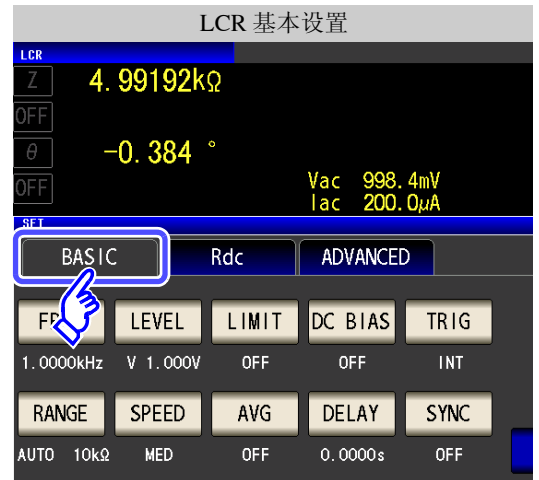 LCR 基本设置
LCR
Z 4.99192kΩ
OFF
θ -0.384 °
OFF
Vac 998.4mV
Iac 200.0μA
SET
BASIC Rdc ADVANCED
LEVEL LIMIT DC BIAS TRIG
1.0000kHz V 1.000V OFF OFF INT
RANGE SPEED AVG DELAY SYNC
AUTO 10kΩ MED OFF 0.0000s OFF